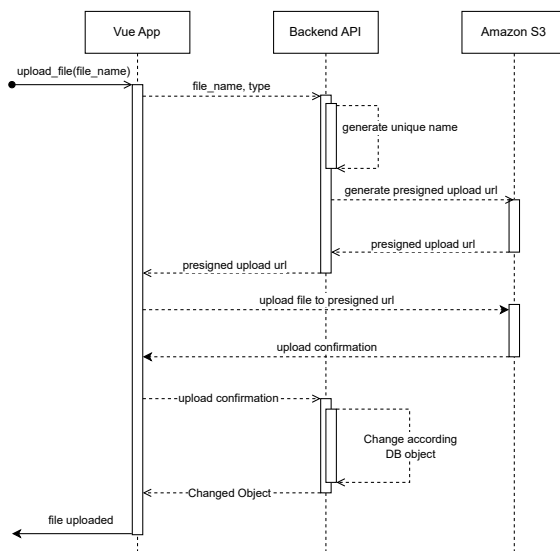 Vue App
Backend API
Amazon S3
upload_file(file_name)
file_name, type
generate unique name
generate presigned upload url
presigned upload url
presigned upload url
upload file to presigned url
upload confirmation
upload confirmation
Change according
DB object
Changed Object
file uploaded